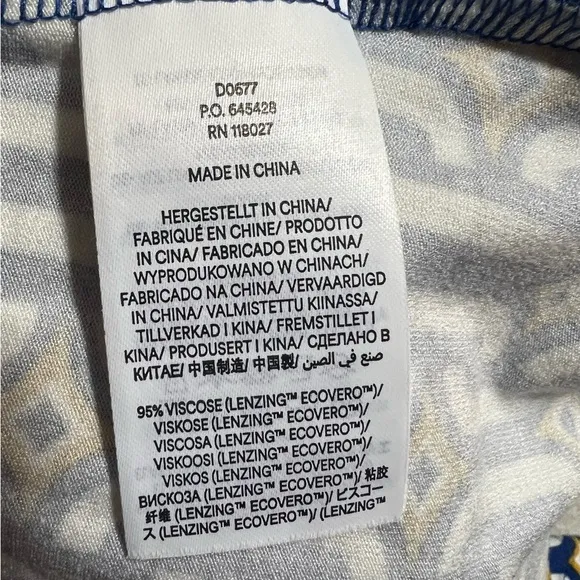 D0677
P.O. 645428
RN 118027
MADE IN CHINA
HERGESTELLT IN CHINA/
FABRIQUÉ EN CHINE/ PRODOTTO
IN CINA/ FABRICADO EN CHINA/
WYPRODUKOWANO W CHINACH/
FABRICADO NA CHINA/ VERVAARDIGD
IN CHINA/ VALMISTETTU KIINASSA/
TILLVERKAD I KINA/ FREMSTILLET I
KINA/ PRODUSERT I KINA/ СДЕЛАНО В
КИТАЕ/ 中国制造/ 中国製/ صنع في الصين/
95% VISCOSE (LENZING™ ECOVERO™)/
VISKOSE (LENZING™ ECOVERO™)/
VISCOSA (LENZING™ ECOVERO™)/
VISKOOSI (LENZING™ ECOVERO™)/
VISKOS (LENZING™ ECOVERO™)/
ВИСКОЗА (LENZING™ ECOVERO™)/ 粘胶
纤维 (LENZING™ ECOVERO™)/ ビスコー
ス (LENZING™ ECOVERO™)/